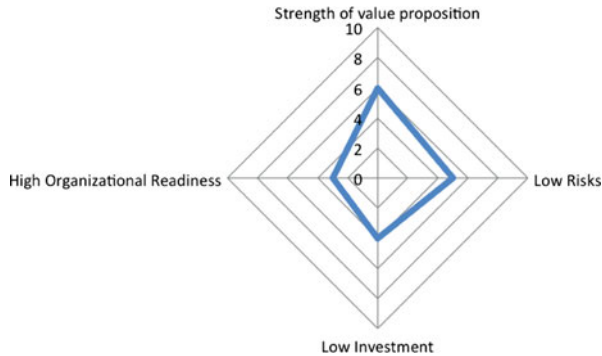 Strength of value proposition
10
8
6
4
2
0
High Organizational Readiness
Low Risks
Low Investment